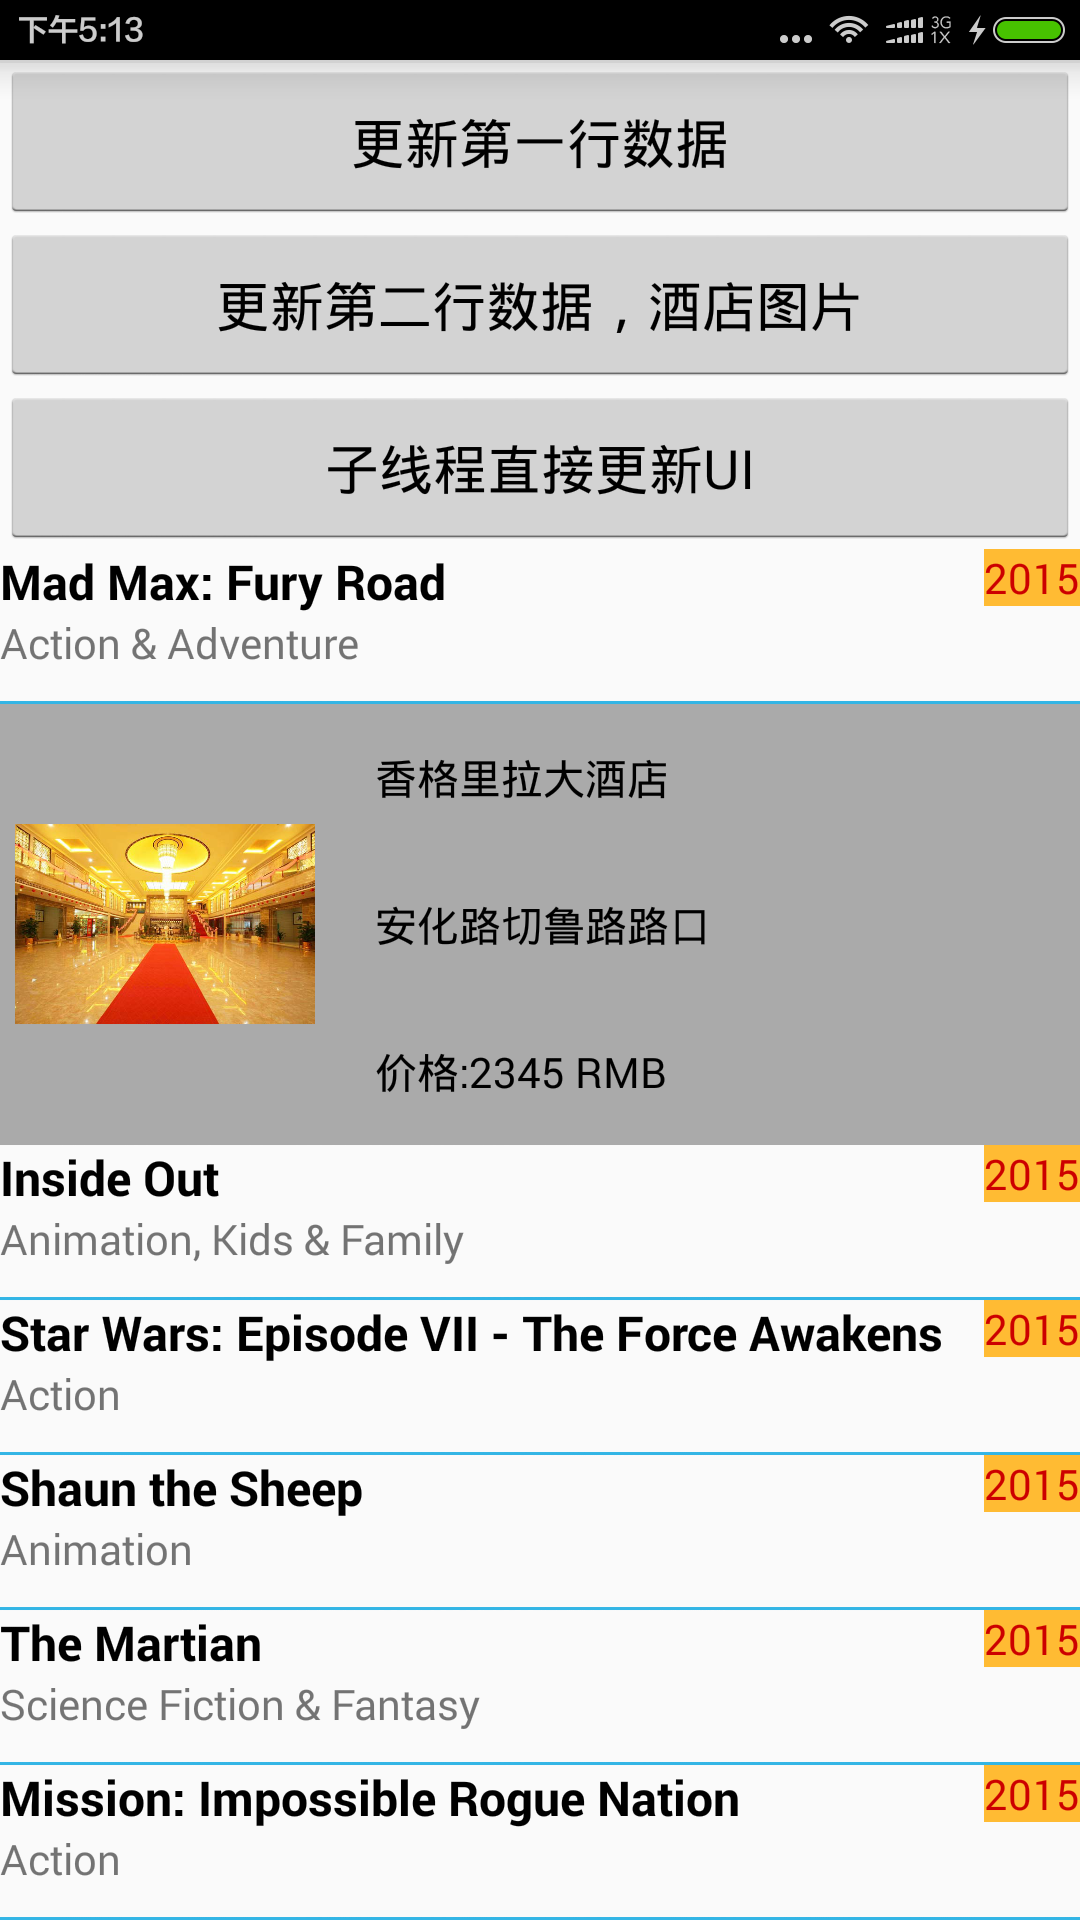 下午5:13
3G
1X
更新第一行数据
更新第二行数据，酒店图片
子线程直接更新UI
Mad Max: Fury Road 2015
Action & Adventure
香格里拉大酒店
安化路切鲁路路口
价格:2345 RMB
Inside Out 2015
Animation, Kids & Family
Star Wars: Episode VII - The Force Awakens 2015
Action
Shaun the Sheep 2015
Animation
The Martian 2015
Science Fiction & Fantasy
Mission: Impossible Rogue Nation 2015
Action